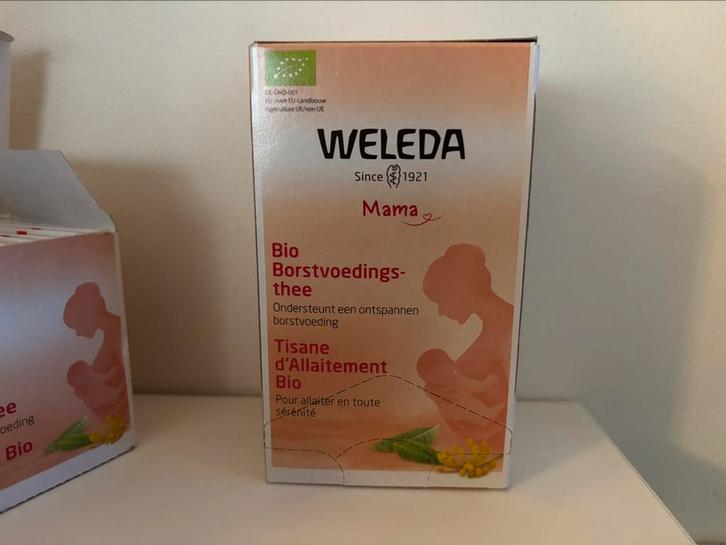 DE-ÖKO-001
EU-/niet-EU-Landbouw
Agriculture UE/non UE
WELEDA
Since 1921
Mama
Bio
Borstvoedings-
thee
Ondersteunt een ontspannen
borstvoeding
Tisane
d'Allaitement
Bio
Pour allaiter en toute
sérénité
ee
oeding
Bio